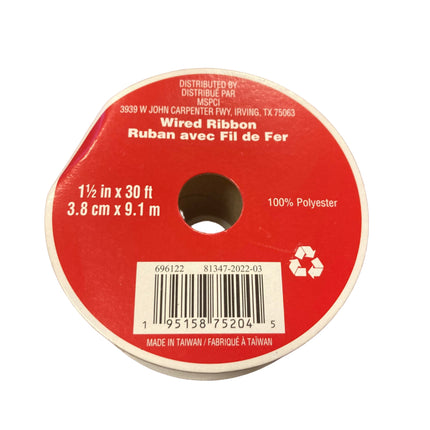 DISTRIBUTED BY
DISTRIBUÉ PAR
MSPCI
3939 W JOHN CARPENTER FWY, IRVING, TX 75063
Wired Ribbon
Ruban avec Fil de Fer
1½ in x 30 ft
3.8 cm x 9.1 m
100% Polyester
696122 81347-2022-03
1 95158 75204 5
MADE IN TAIWAN / FABRIQUÉ À TAÏWAN